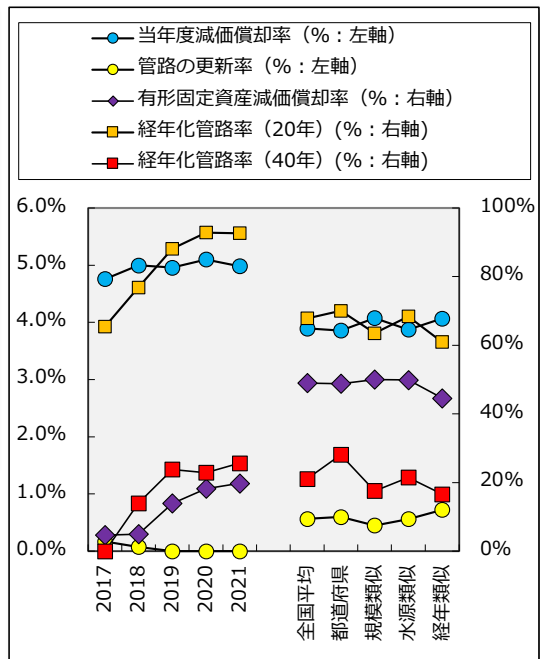 当年度減価償却率（％：左軸）
管路の更新率（％：左軸）
有形固定資産減価償却率（％：右軸）
経年化管路率（20年）(％：右軸)
経年化管路率（40年）(％：右軸)
6.0%
5.0%
4.0%
3.0%
2.0%
1.0%
0.0%
100%
80%
60%
40%
20%
0%
2017
2018
2019
2020
2021
全国平均
都道府県
規模類似
水源類似
経年類似